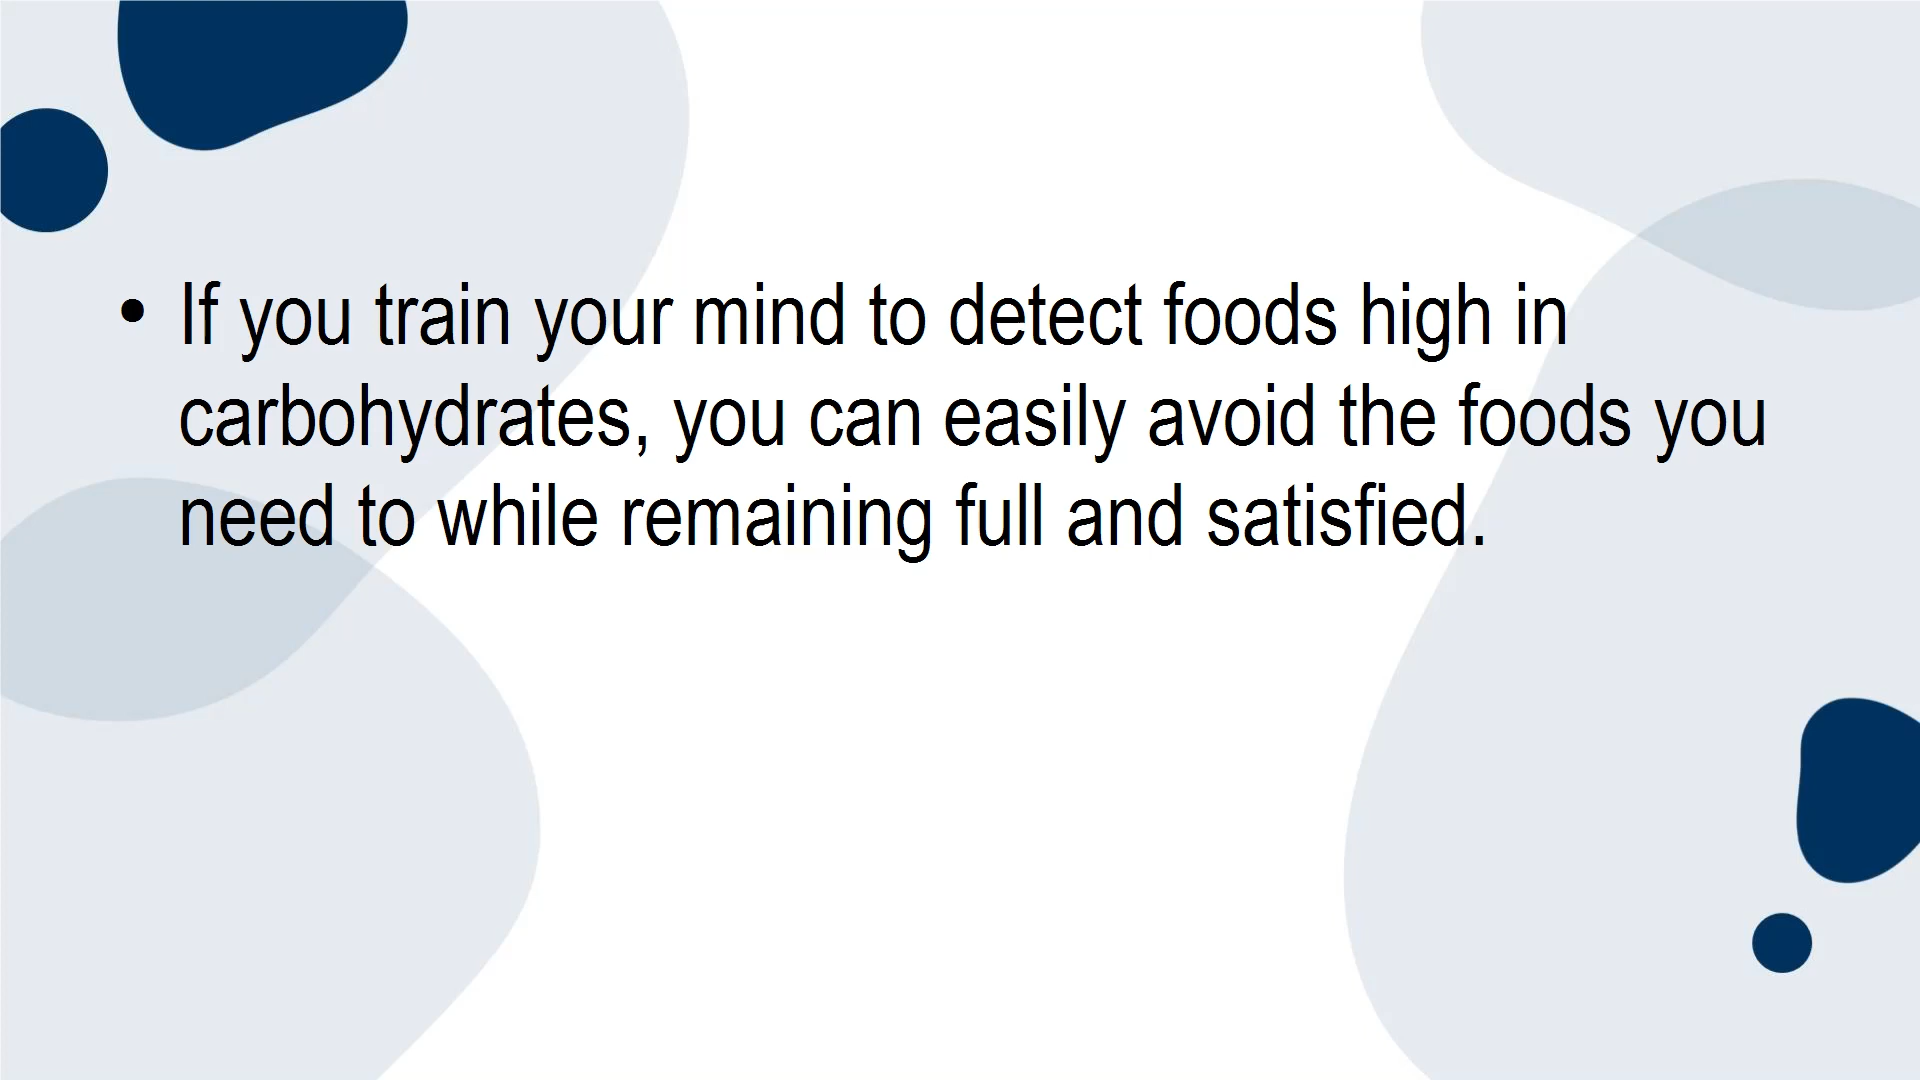 • If you train your mind to detect foods high in
carbohydrates, you can easily avoid the foods you
need to while remaining full and satisfied.